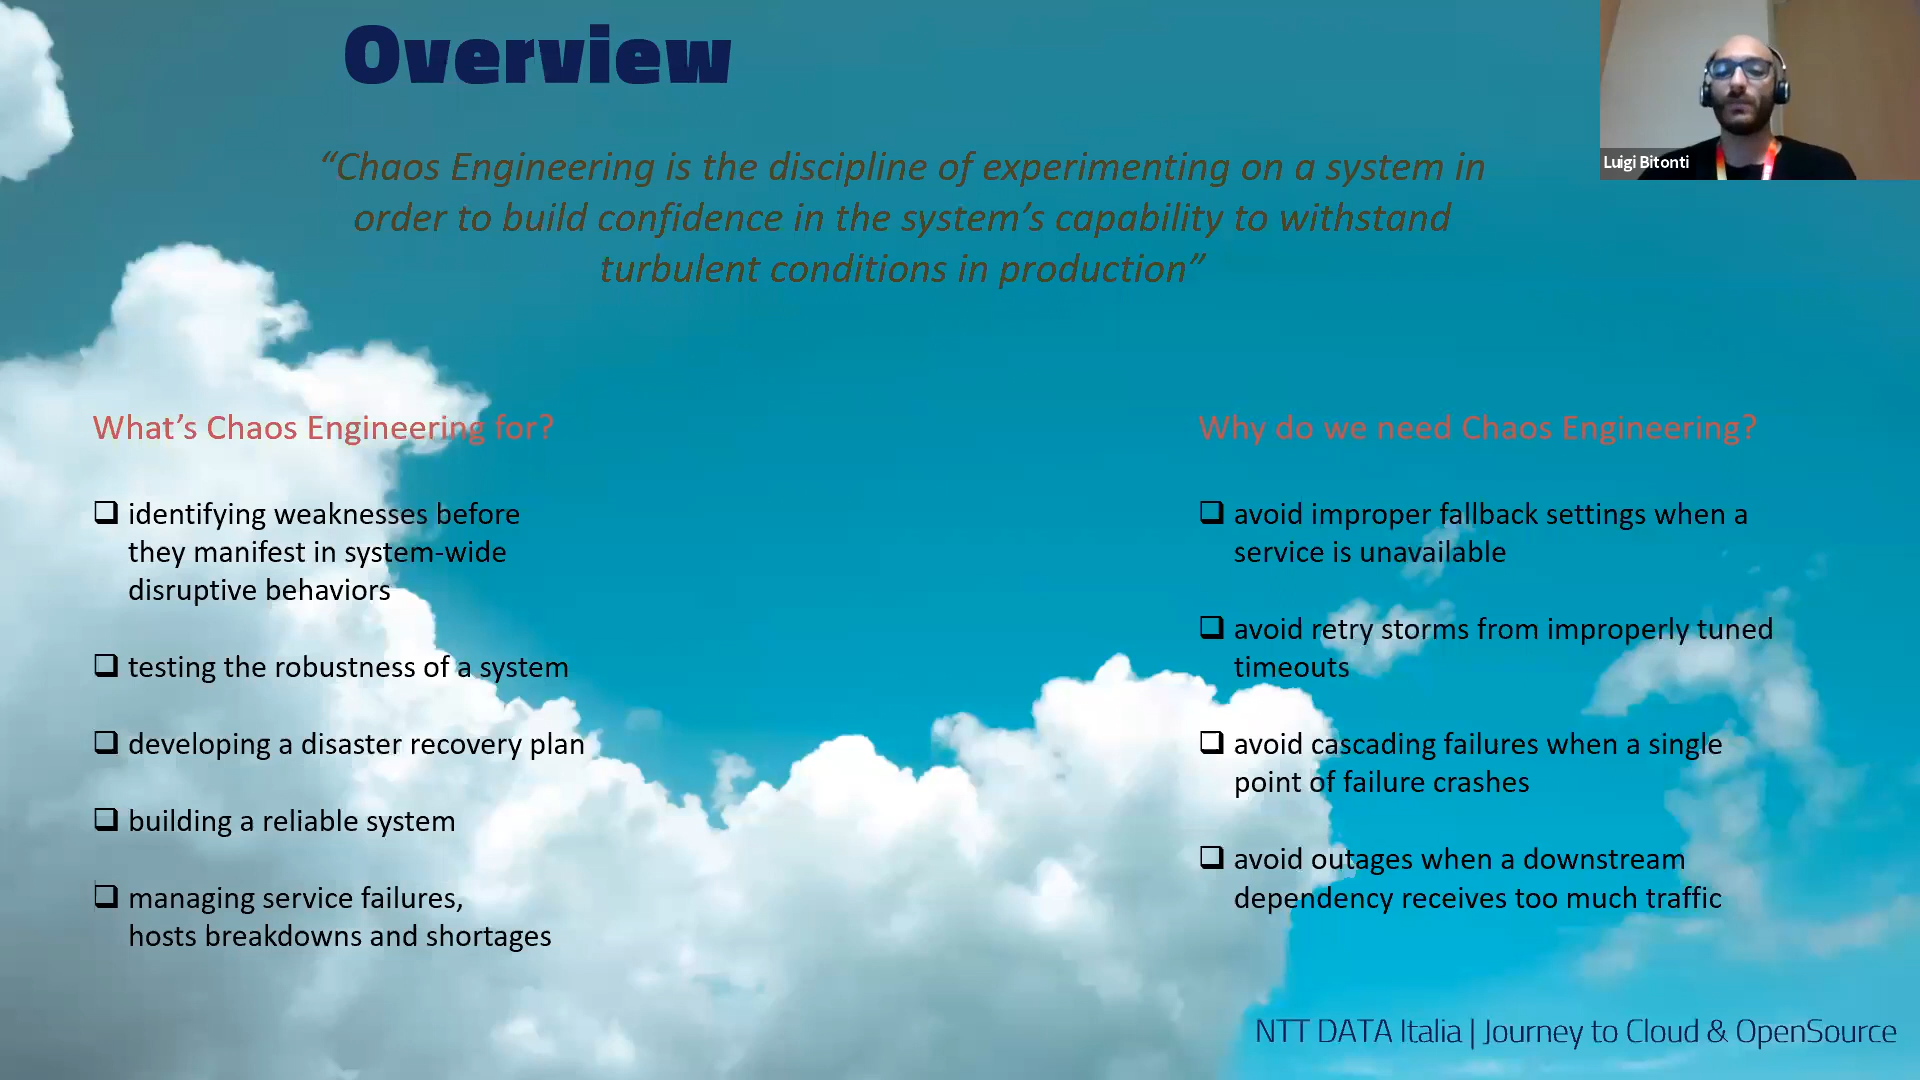 Overview
Luigi Bitonti
“Chaos Engineering is the discipline of experimenting on a system in
order to build confidence in the system’s capability to withstand
turbulent conditions in production”
What’s Chaos Engineering for?
❑ identifying weaknesses before
they manifest in system-wide
disruptive behaviors
❑ testing the robustness of a system
❑ developing a disaster recovery plan
❑ building a reliable system
❑ managing service failures,
hosts breakdowns and shortages
Why do we need Chaos Engineering?
❑ avoid improper fallback settings when a
service is unavailable
❑ avoid retry storms from improperly tuned
timeouts
❑ avoid cascading failures when a single
point of failure crashes
❑ avoid outages when a downstream
dependency receives too much traffic
NTT DATA Italia | Journey to Cloud & OpenSource